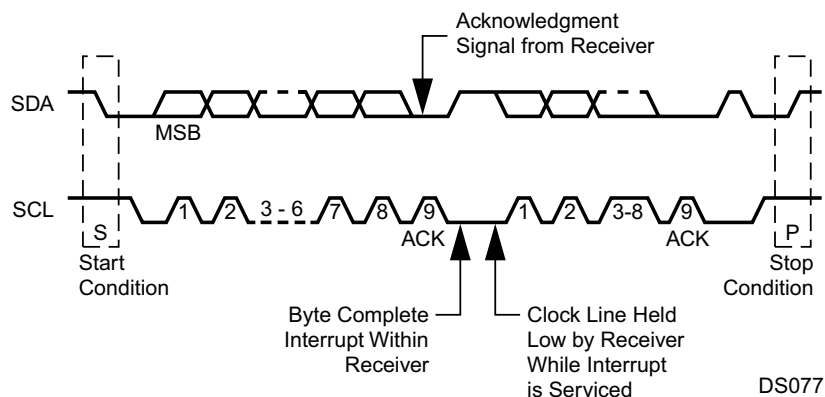 Acknowledgment
Signal from Receiver
SDA
MSB
SCL
1 2 3 - 6 7 8 9 1 2 3-8 9
S ACK ACK P
Start
Condition
Stop
Condition
Byte Complete
Interrupt Within
Receiver
Clock Line Held
Low by Receiver
While Interrupt
is Serviced
DS077